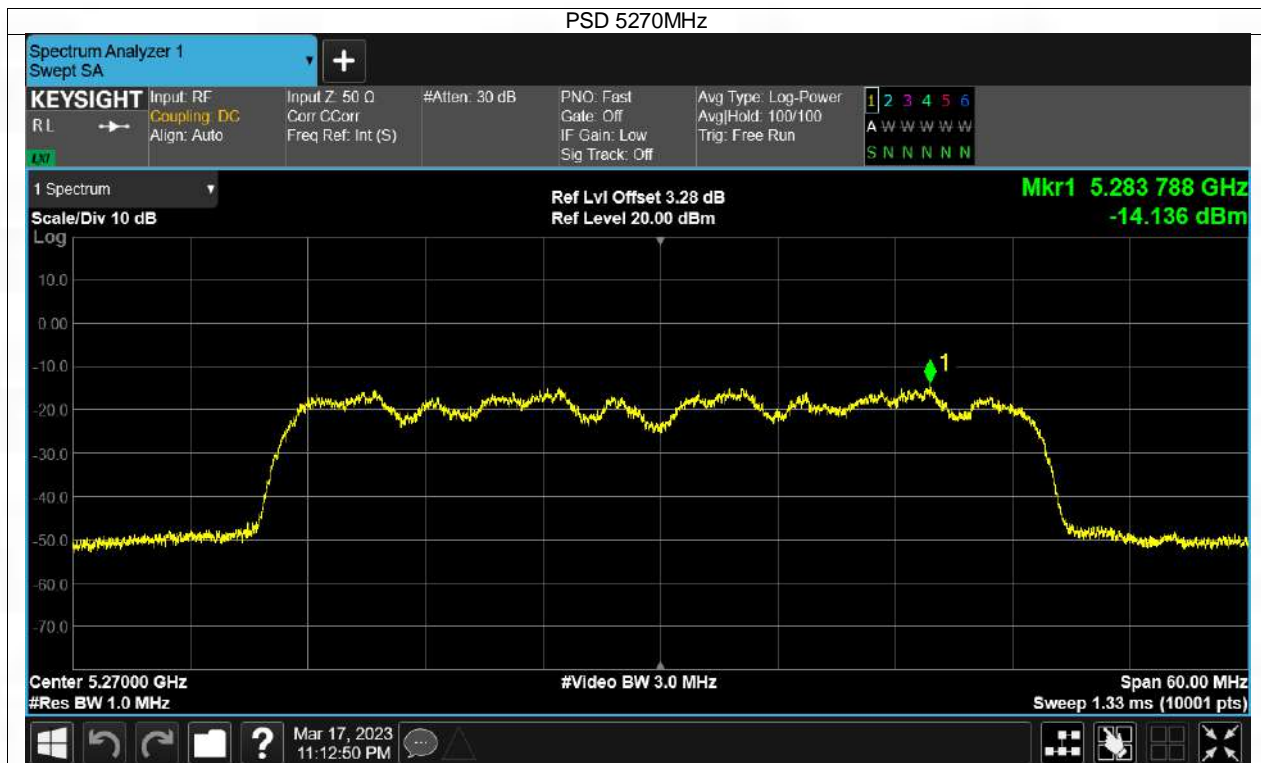 PSD 5270MHz
Spectrum Analyzer 1
Swept SA
KEYSIGHT
RL
LXI
Input: RF
Coupling: DC
Align: Auto
Input Z: 50 Ω
Corr CCorr
Freq Ref: Int (S)
#Atten: 30 dB
PNO: Fast
Gate: Off
IF Gain: Low
Sig Track: Off
Avg Type: Log-Power
Avg|Hold: 100/100
Trig: Free Run
1 2 3 4 5 6
A W W W W W
S N N N N N
1 Spectrum
Scale/Div 10 dB
Log
Ref Lvl Offset 3.28 dB
Ref Level 20.00 dBm
Mkr1 5.283 788 GHz
-14.136 dBm
10.0
0.00
-10.0
-20.0
-30.0
-40.0
-50.0
-60.0
-70.0
1
Center 5.27000 GHz
#Res BW 1.0 MHz
#Video BW 3.0 MHz
Span 60.00 MHz
Sweep 1.33 ms (10001 pts)
?
Mar 17, 2023
11:12:50 PM